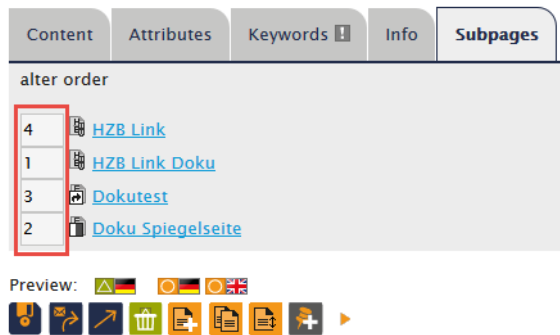 Content Attributes Keywords ! Info Subpages
alter order
4 HZB Link
1 HZB Link Doku
3 Dokutest
2 Doku Spiegelseite
Preview: